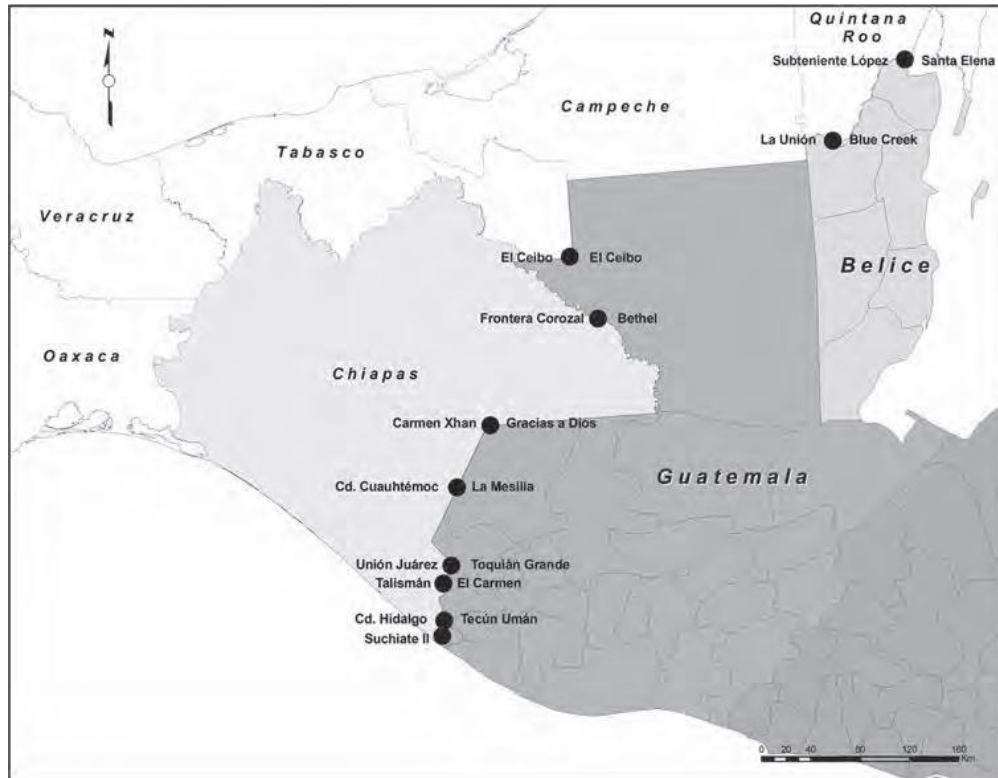 N
Quintana
Roo
Subteniente López
Santa Elena
Campeche
La Unión
Blue Creek
Tabasco
Veracruz
El Ceibo
El Ceibo
Belice
Frontera Corozal
Bethel
Oaxaca
Chiapas
Carmen Xhan
Gracias a Dios
Guatemala
Cd. Cuauhtémoc
La Mesilla
Unión Juárez
Toquián Grande
Talismán
El Carmen
Cd. Hidalgo
Tecún Umán
Suchiate II
0 20 40 80 120 160
Km.